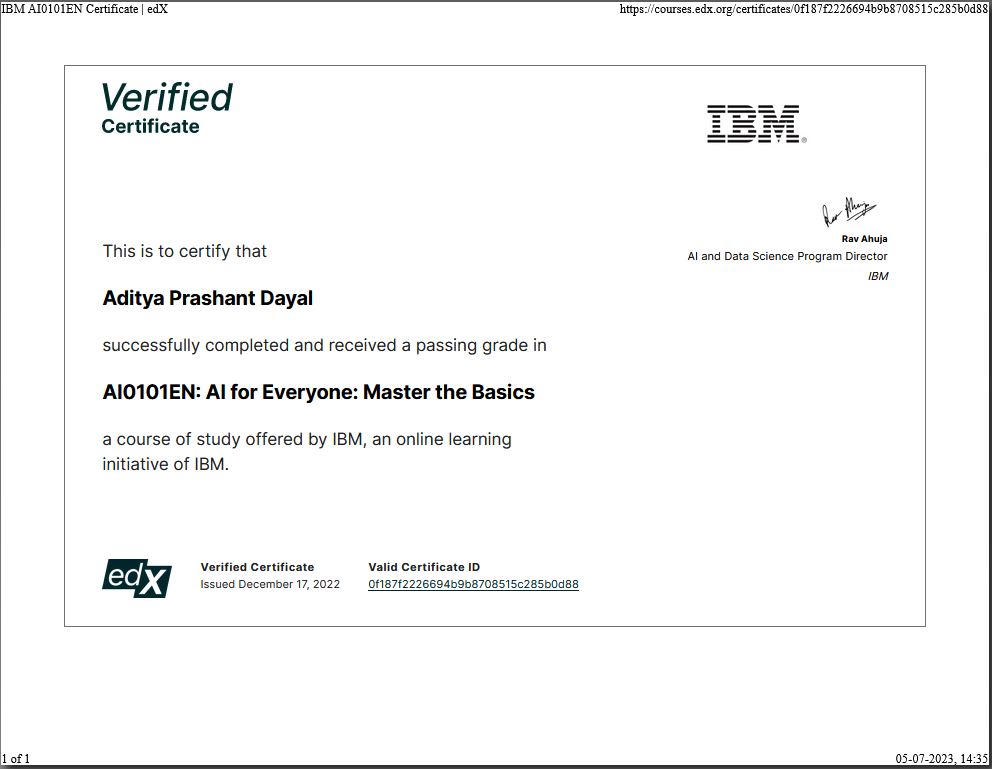 IBM AI0101EN Certificate | edX
https://courses.edx.org/certificates/0f187f2226694b9b8708515c285b0d88
Verified
Certificate
IBM®
Rav Ahuja
Rav Ahuja
AI and Data Science Program Director
IBM
This is to certify that
Aditya Prashant Dayal
successfully completed and received a passing grade in
AI0101EN: AI for Everyone: Master the Basics
a course of study offered by IBM, an online learning
initiative of IBM.
edX
Verified Certificate
Issued December 17, 2022
Valid Certificate ID
0f187f2226694b9b8708515c285b0d88
1 of 1
05-07-2023, 14:35